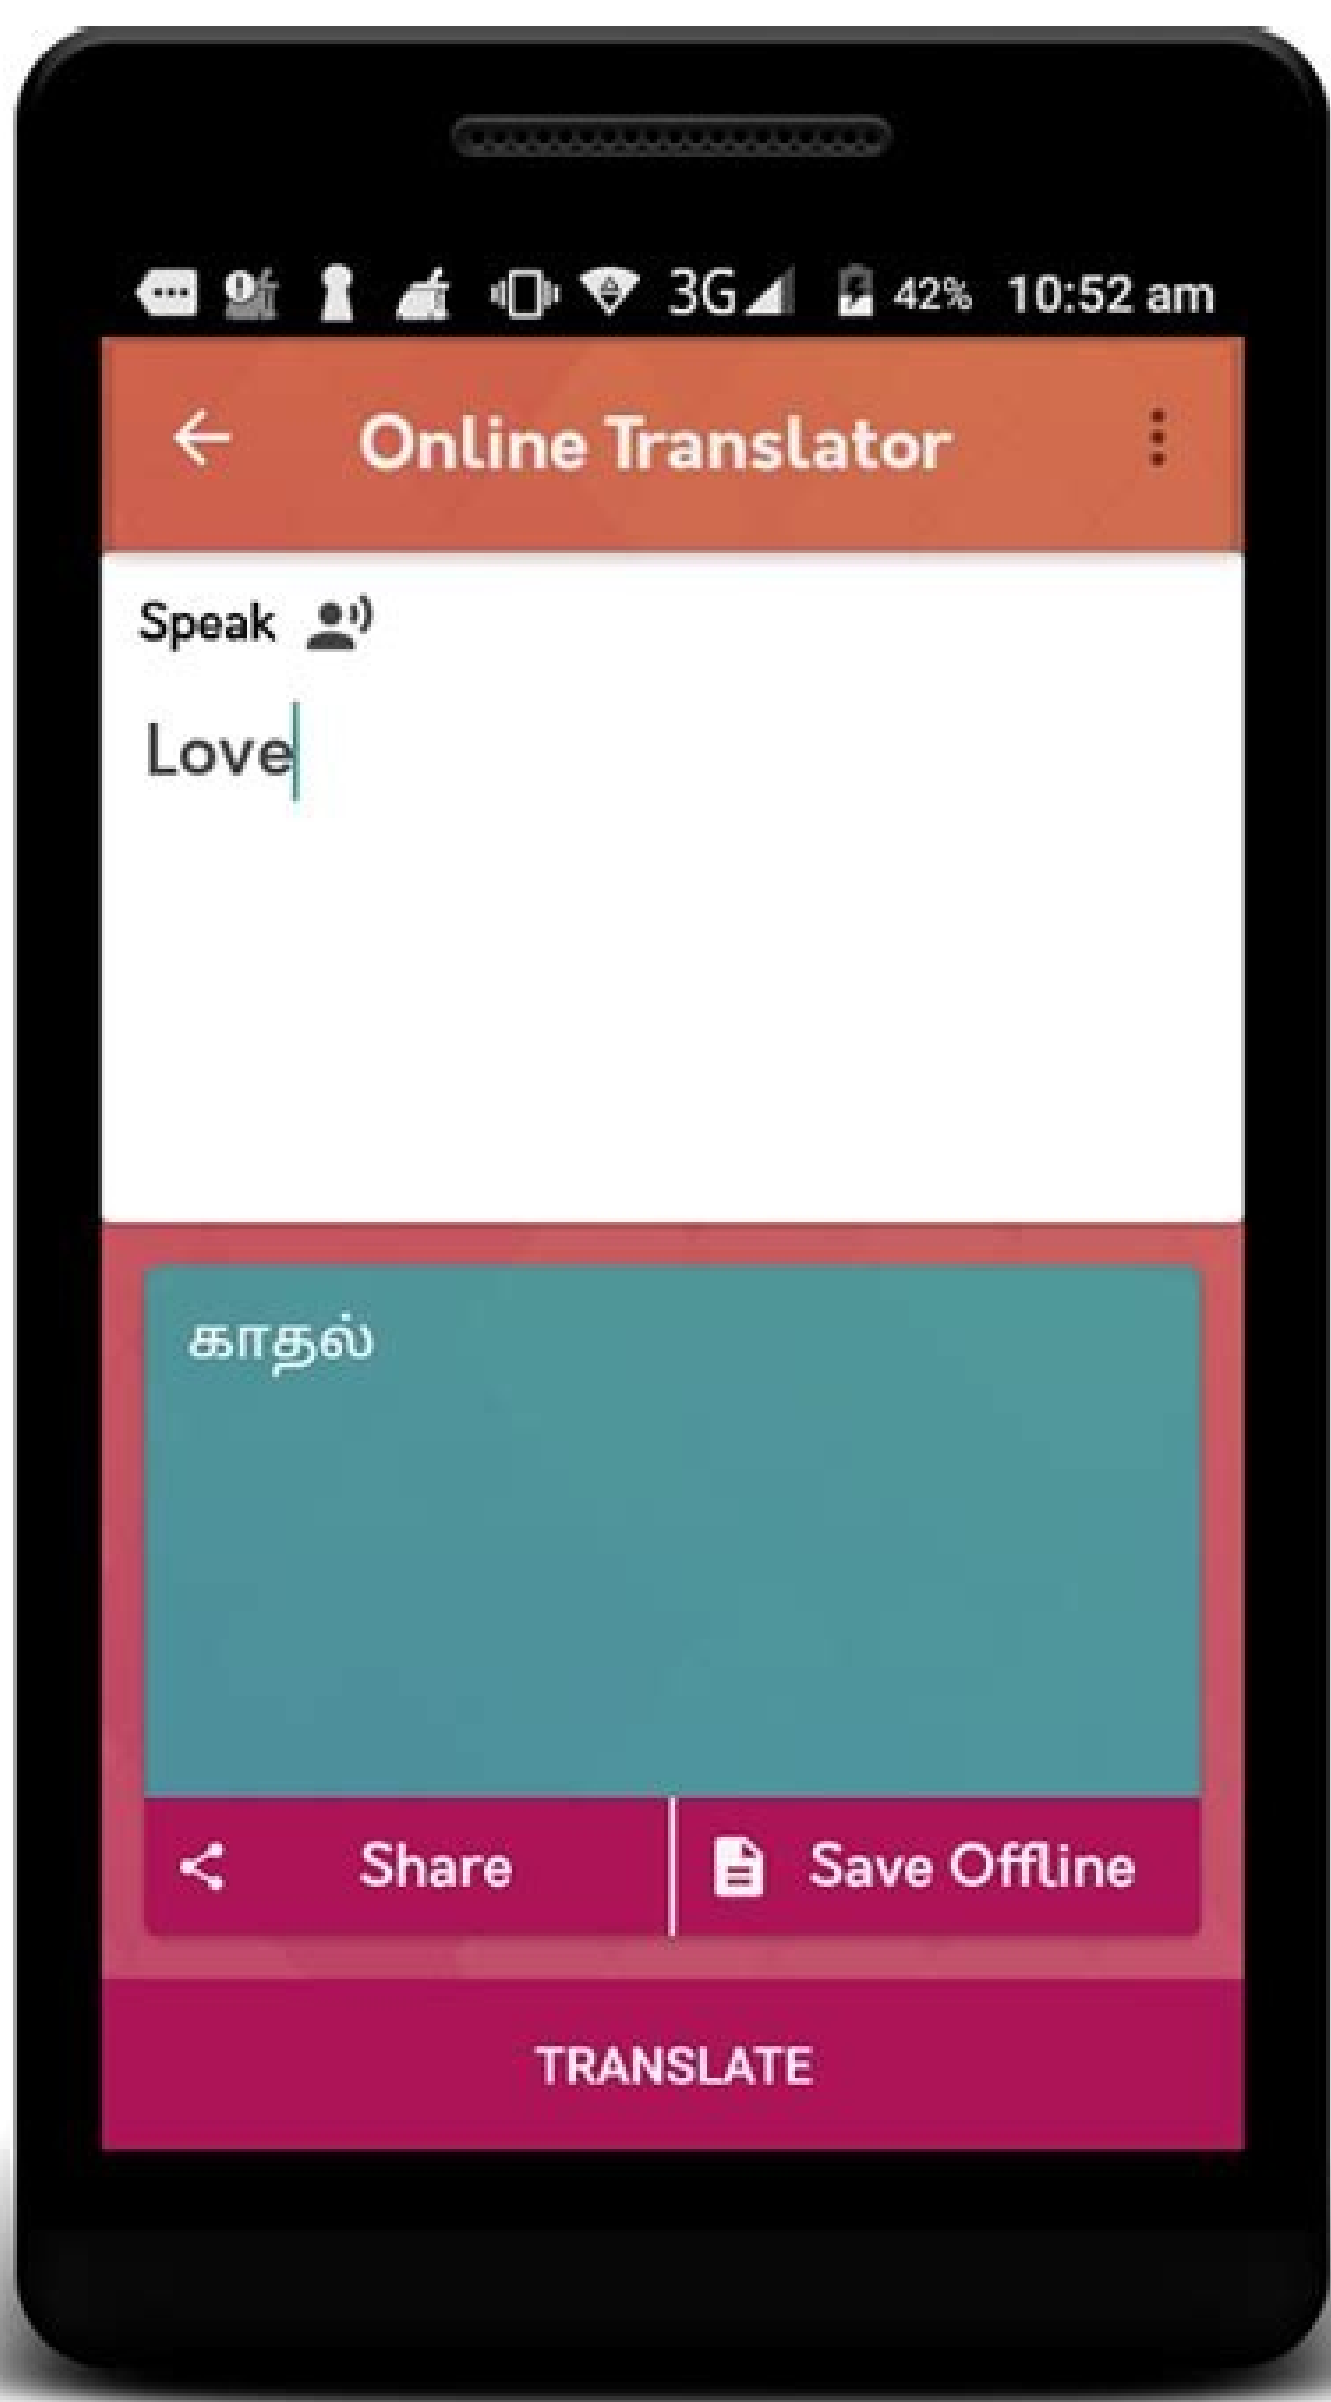 3G 42% 10:52 am
Online Translator
Speak
Love
காதல்
Share Save Offline
TRANSLATE